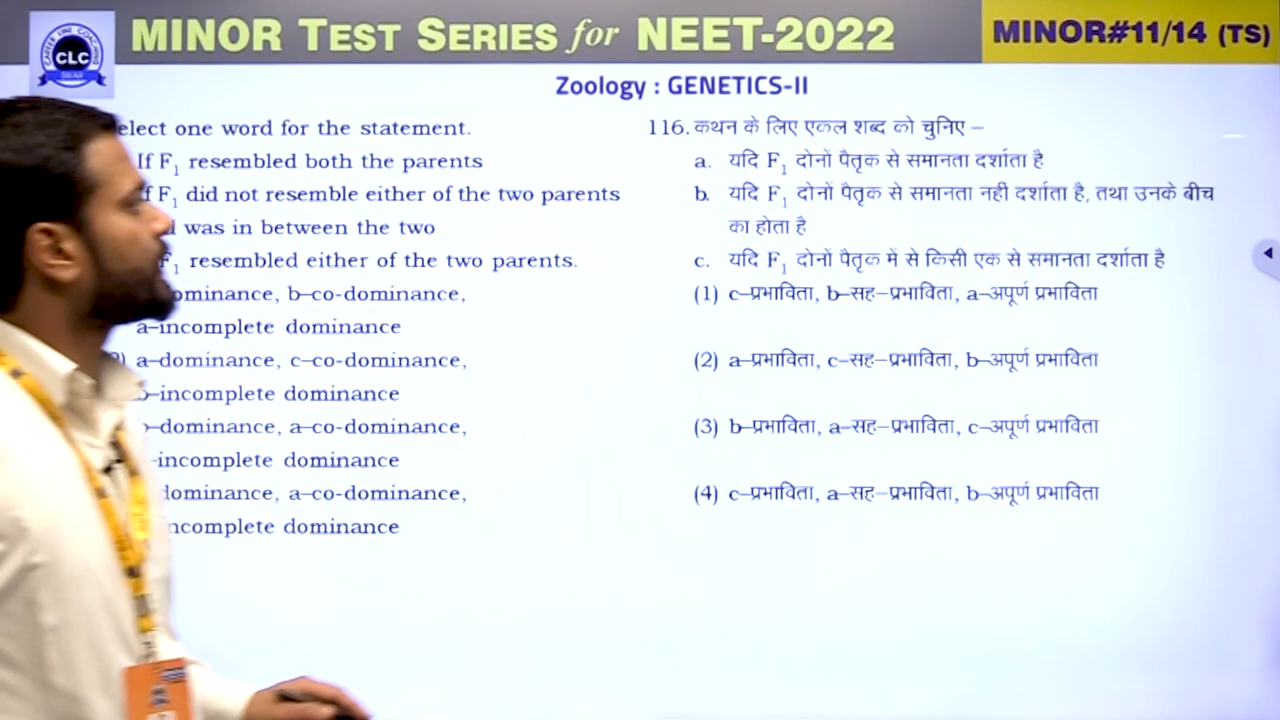 MINOR TEST SERIES for NEET-2022
MINOR#11/14 (TS)
CLC
Zoology : GENETICS-II
elect one word for the statement.
If F1 resembled both the parents
f F1 did not resemble either of the two parents
was in between the two
F1 resembled either of the two parents.
dominance, b–co-dominance,
a–incomplete dominance
a–dominance, c–co-dominance,
b–incomplete dominance
b–dominance, a–co-dominance,
–incomplete dominance
dominance, a–co-dominance,
ncomplete dominance
116. कथन के लिए एकल शब्द को चुनिए –
a. यदि F1 दोनों पैतृक से समानता दर्शाता है
b. यदि F1 दोनों पैतृक से समानता नहीं दर्शाता है, तथा उनके बीच
का होता है
c. यदि F1 दोनों पैतृक में से किसी एक से समानता दर्शाता है
(1) c–प्रभाविता, b–सह–प्रभाविता, a–अपूर्ण प्रभाविता
(2) a–प्रभाविता, c–सह–प्रभाविता, b–अपूर्ण प्रभाविता
(3) b–प्रभाविता, a–सह–प्रभाविता, c–अपूर्ण प्रभाविता
(4) c–प्रभाविता, a–सह–प्रभाविता, b–अपूर्ण प्रभाविता